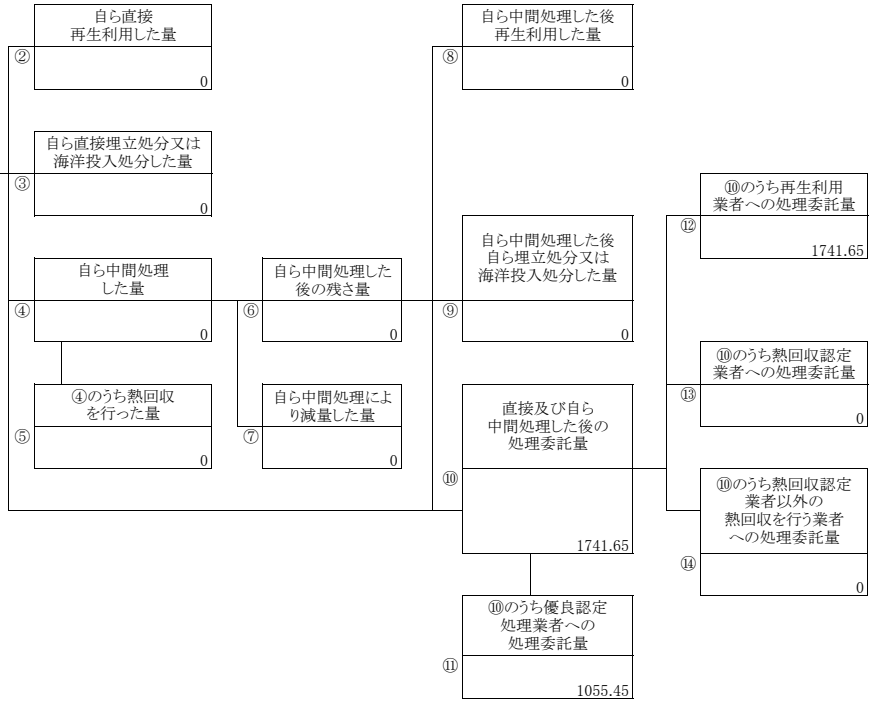 自ら直接
再生利用した量
②
0
自ら直接埋立処分又は
海洋投入処分した量
③
0
自ら中間処理
した量
④
0
④のうち熱回収
を行った量
⑤
0
自ら中間処理した
後の残さ量
⑥
0
自ら中間処理によ
り減量した量
⑦
0
自ら中間処理した後
再生利用した量
⑧
0
自ら中間処理した後
自ら埋立処分又は
海洋投入処分した量
⑨
0
直接及び自ら
中間処理した後の
処理委託量
⑩
1741.65
⑩のうち優良認定
処理業者への
処理委託量
⑪
1055.45
⑩のうち再生利用
業者への処理委託量
⑫
1741.65
⑩のうち熱回収認定
業者への処理委託量
⑬
0
⑩のうち熱回収認定
業者以外の
熱回収を行う業者
への処理委託量
⑭
0